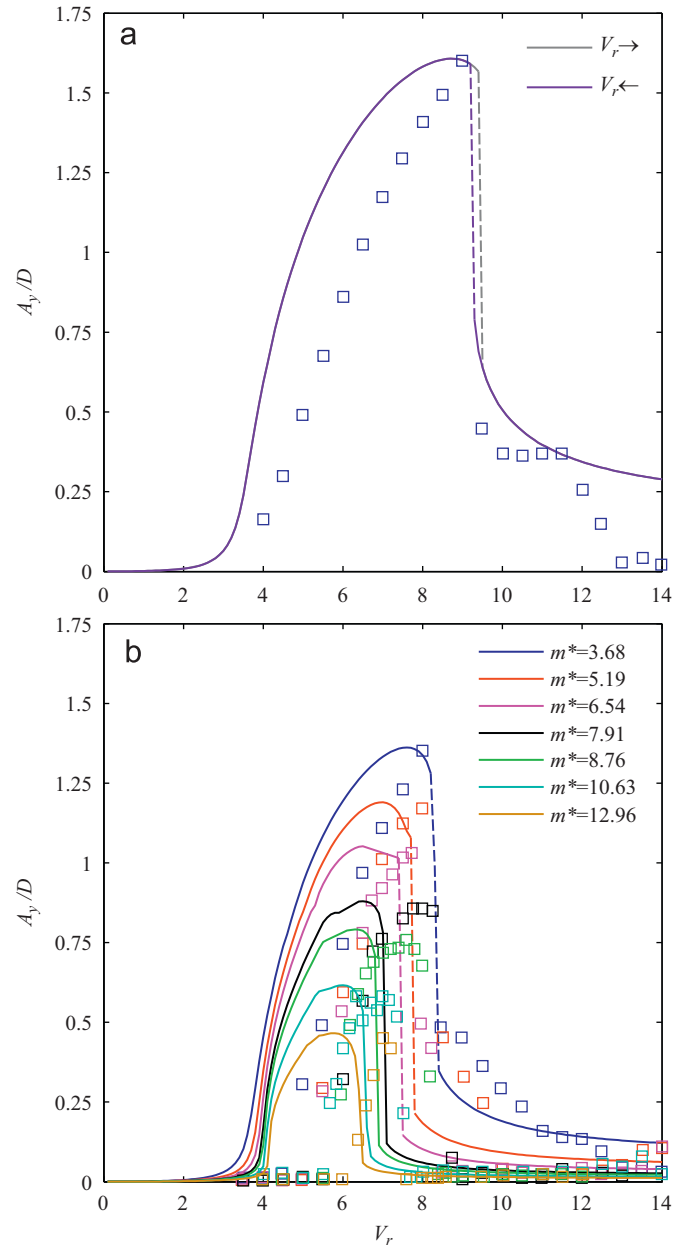 a
V_r→
V_r←
1.75
1.5
1.25
1
0.75
0.5
0.25
0
A_y/D
0 2 4 6 8 10 12 14
b
m*=3.68
m*=5.19
m*=6.54
m*=7.91
m*=8.76
m*=10.63
m*=12.96
1.75
1.5
1.25
1
0.75
0.5
0.25
0
A_y/D
0 2 4 6 8 10 12 14
V_r